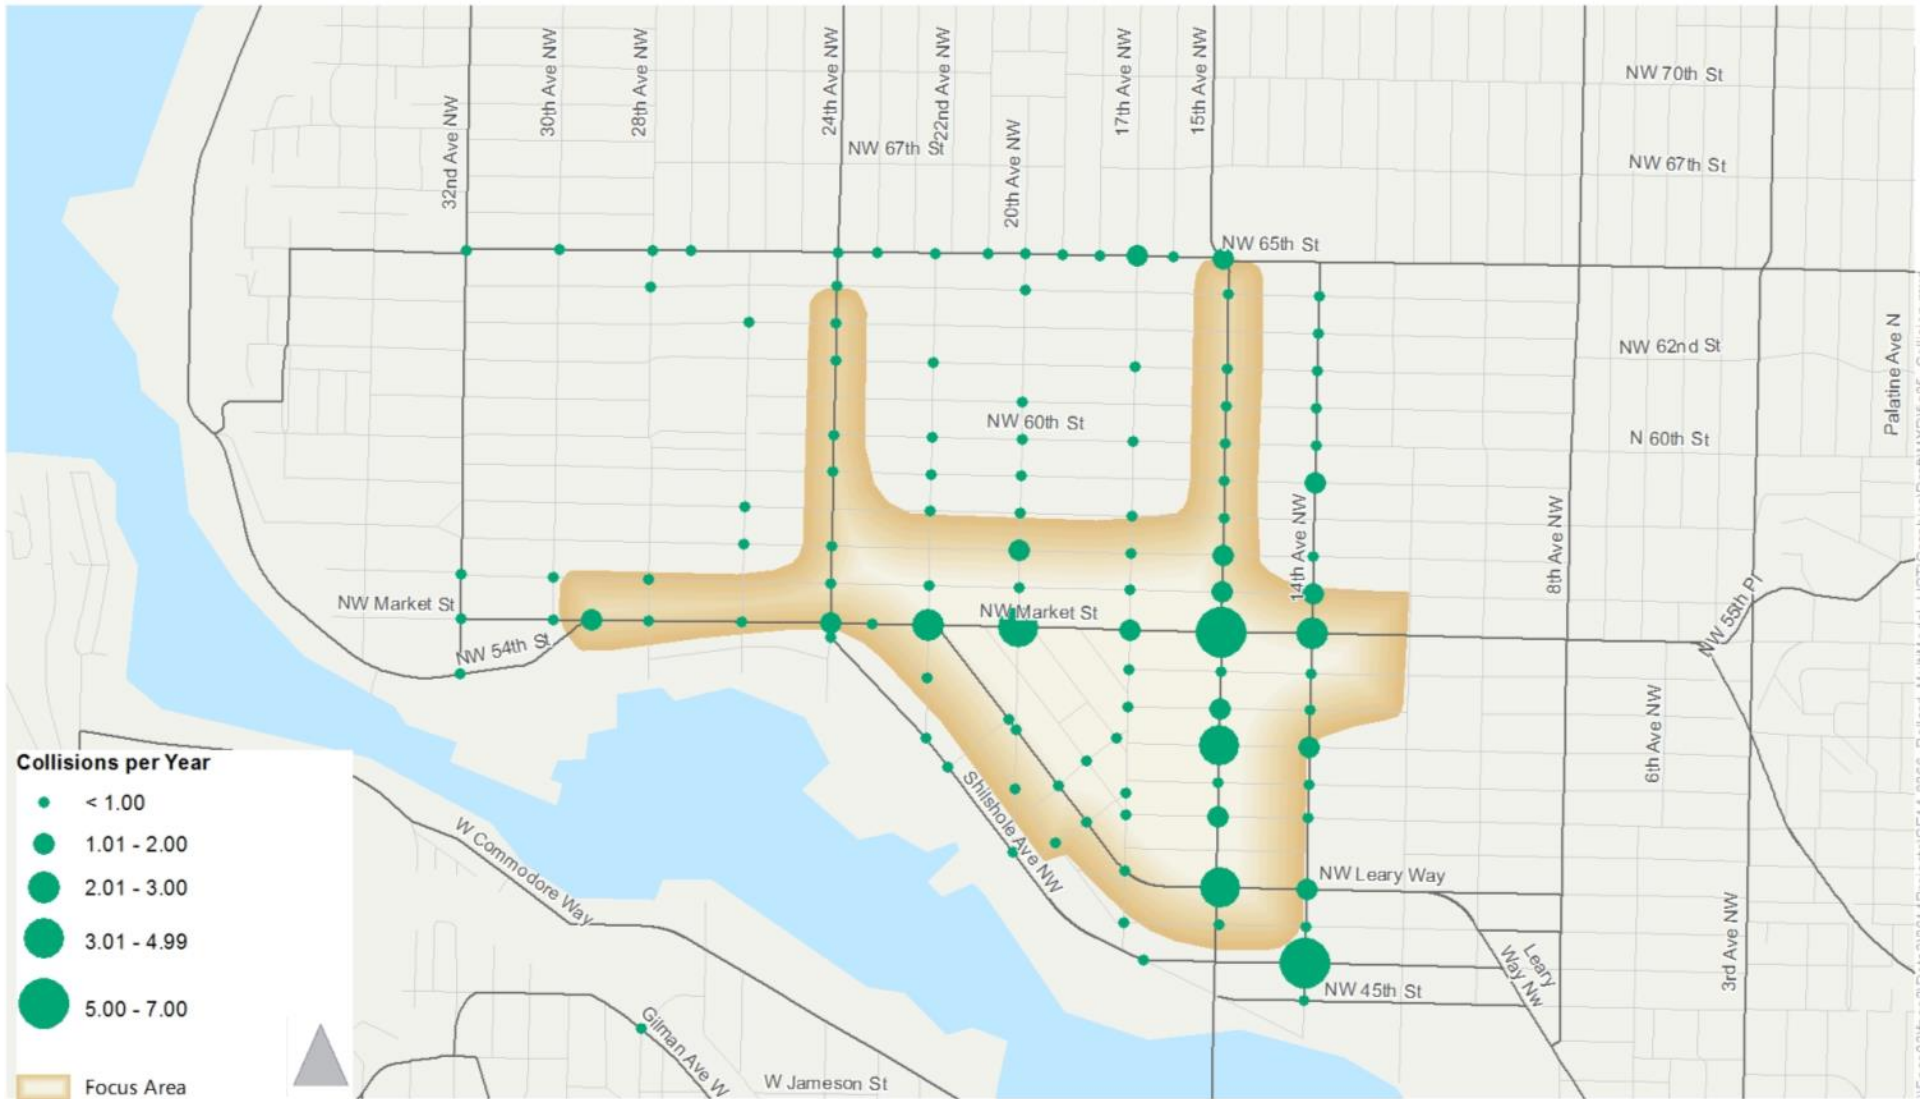 32nd Ave NW
30th Ave NW
28th Ave NW
24th Ave NW
22nd Ave NW
20th Ave NW
17th Ave NW
15th Ave NW
NW 70th St
NW 67th St
NW 67th St
NW 65th St
NW 62nd St
Palatine Ave N
NW 60th St
N 60th St
14th Ave NW
8th Ave NW
NW Market St
NW Market St
NW 54th St
NW 55th Pl
6th Ave NW
3rd Ave NW
Shilshole Ave NW
NW Leary Way
Leary
Way Nw
NW 45th St
W Commodore Way
Gilman Ave W
W Jameson St
Collisions per Year
< 1.00
1.01 - 2.00
2.01 - 3.00
3.01 - 4.99
5.00 - 7.00
Focus Area